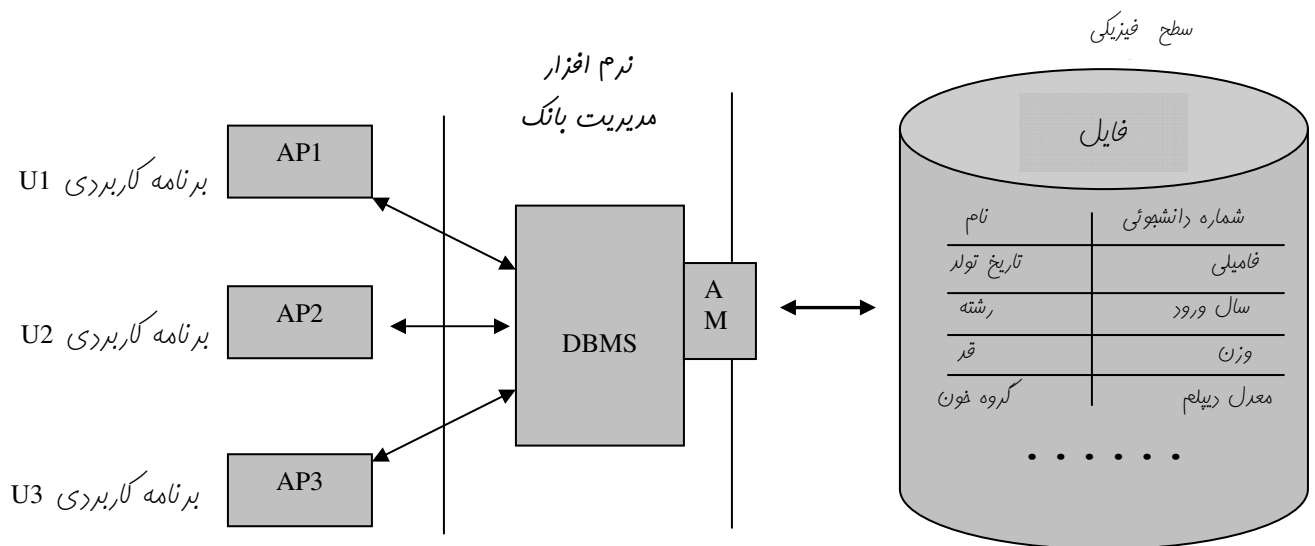 سطح فیزیکی
نرم افزار
مدیریت بانک
فایل
AP1
برنامه کاربردی U1
شماره دانشجوئی
نام
فامیلی
تاریخ تولد
A
M
سال ورود
رشته
AP2
برنامه کاربردی U2
DBMS
وزن
قد
معدل دیپلم
گروه خون
. . . . . .
AP3
برنامه کاربردی U3